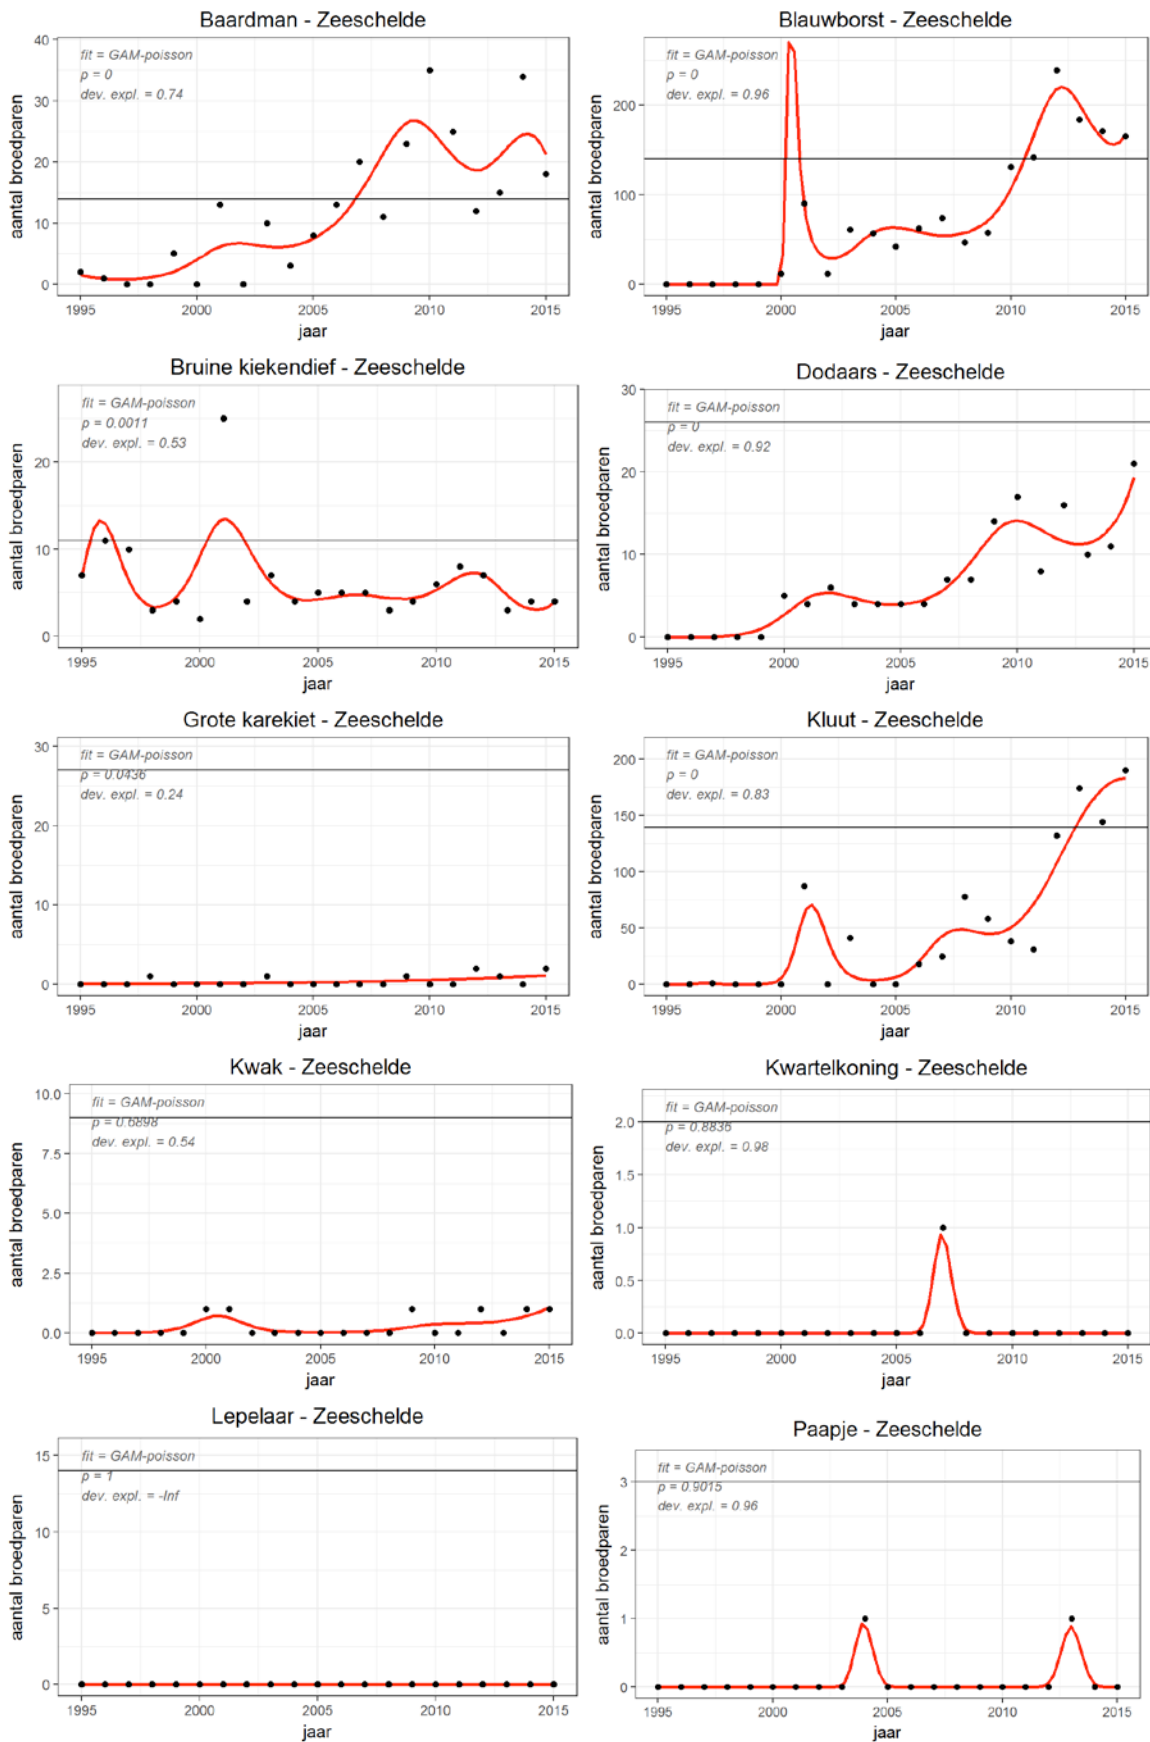 Baardman - Zeeschelde
fit = GAM-poisson
p = 0
dev. expl. = 0.74
40
30
20
10
0
aantal broedparen
1995
2000
2005
2010
2015
jaar
Blauwborst - Zeeschelde
fit = GAM-poisson
p = 0
dev. expl. = 0.96
200
100
0
aantal broedparen
1995
2000
2005
2010
2015
jaar
Bruine kiekendief - Zeeschelde
fit = GAM-poisson
p = 0.0011
dev. expl. = 0.53
20
10
0
aantal broedparen
1995
2000
2005
2010
2015
jaar
Dodaars - Zeeschelde
fit = GAM-poisson
p = 0
dev. expl. = 0.92
30
20
10
0
aantal broedparen
1995
2000
2005
2010
2015
jaar
Grote karekiet - Zeeschelde
fit = GAM-poisson
p = 0.0436
dev. expl. = 0.24
30
20
10
0
aantal broedparen
1995
2000
2005
2010
2015
jaar
Kluut - Zeeschelde
fit = GAM-poisson
p = 0
dev. expl. = 0.83
200
150
100
50
0
aantal broedparen
1995
2000
2005
2010
2015
jaar
Kwak - Zeeschelde
fit = GAM-poisson
p = 0.6898
dev. expl. = 0.54
10.0
7.5
5.0
2.5
0.0
aantal broedparen
1995
2000
2005
2010
2015
jaar
Kwartelkoning - Zeeschelde
fit = GAM-poisson
p = 0.8836
dev. expl. = 0.98
2.0
1.5
1.0
0.5
0.0
aantal broedparen
1995
2000
2005
2010
2015
jaar
Lepelaar - Zeeschelde
fit = GAM-poisson
p = 1
dev. expl. = -Inf
15
10
5
0
aantal broedparen
1995
2000
2005
2010
2015
jaar
Paapje - Zeeschelde
fit = GAM-poisson
p = 0.9015
dev. expl. = 0.96
3
2
1
0
aantal broedparen
1995
2000
2005
2010
2015
jaar